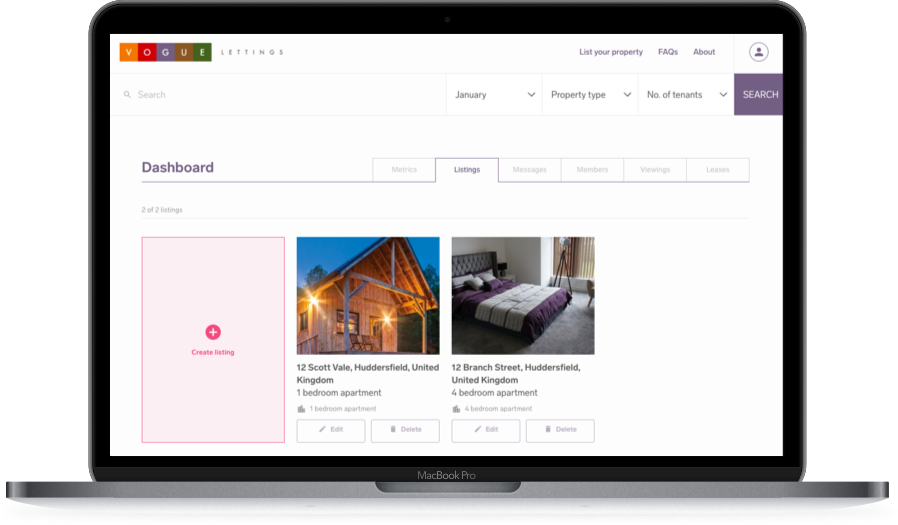 VOGUE LETTINGS
List your property FAQs About
Search January Property type No. of tenants SEARCH
Dashboard Metrics Listings Messages Members Viewings Leases
2 of 2 listings
Create listing
12 Scott Vale, Huddersfield, United
Kingdom
1 bedroom apartment
1 bedroom apartment
Edit Delete
12 Branch Street, Huddersfield,
United Kingdom
4 bedroom apartment
4 bedroom apartment
Edit Delete
MacBook Pro